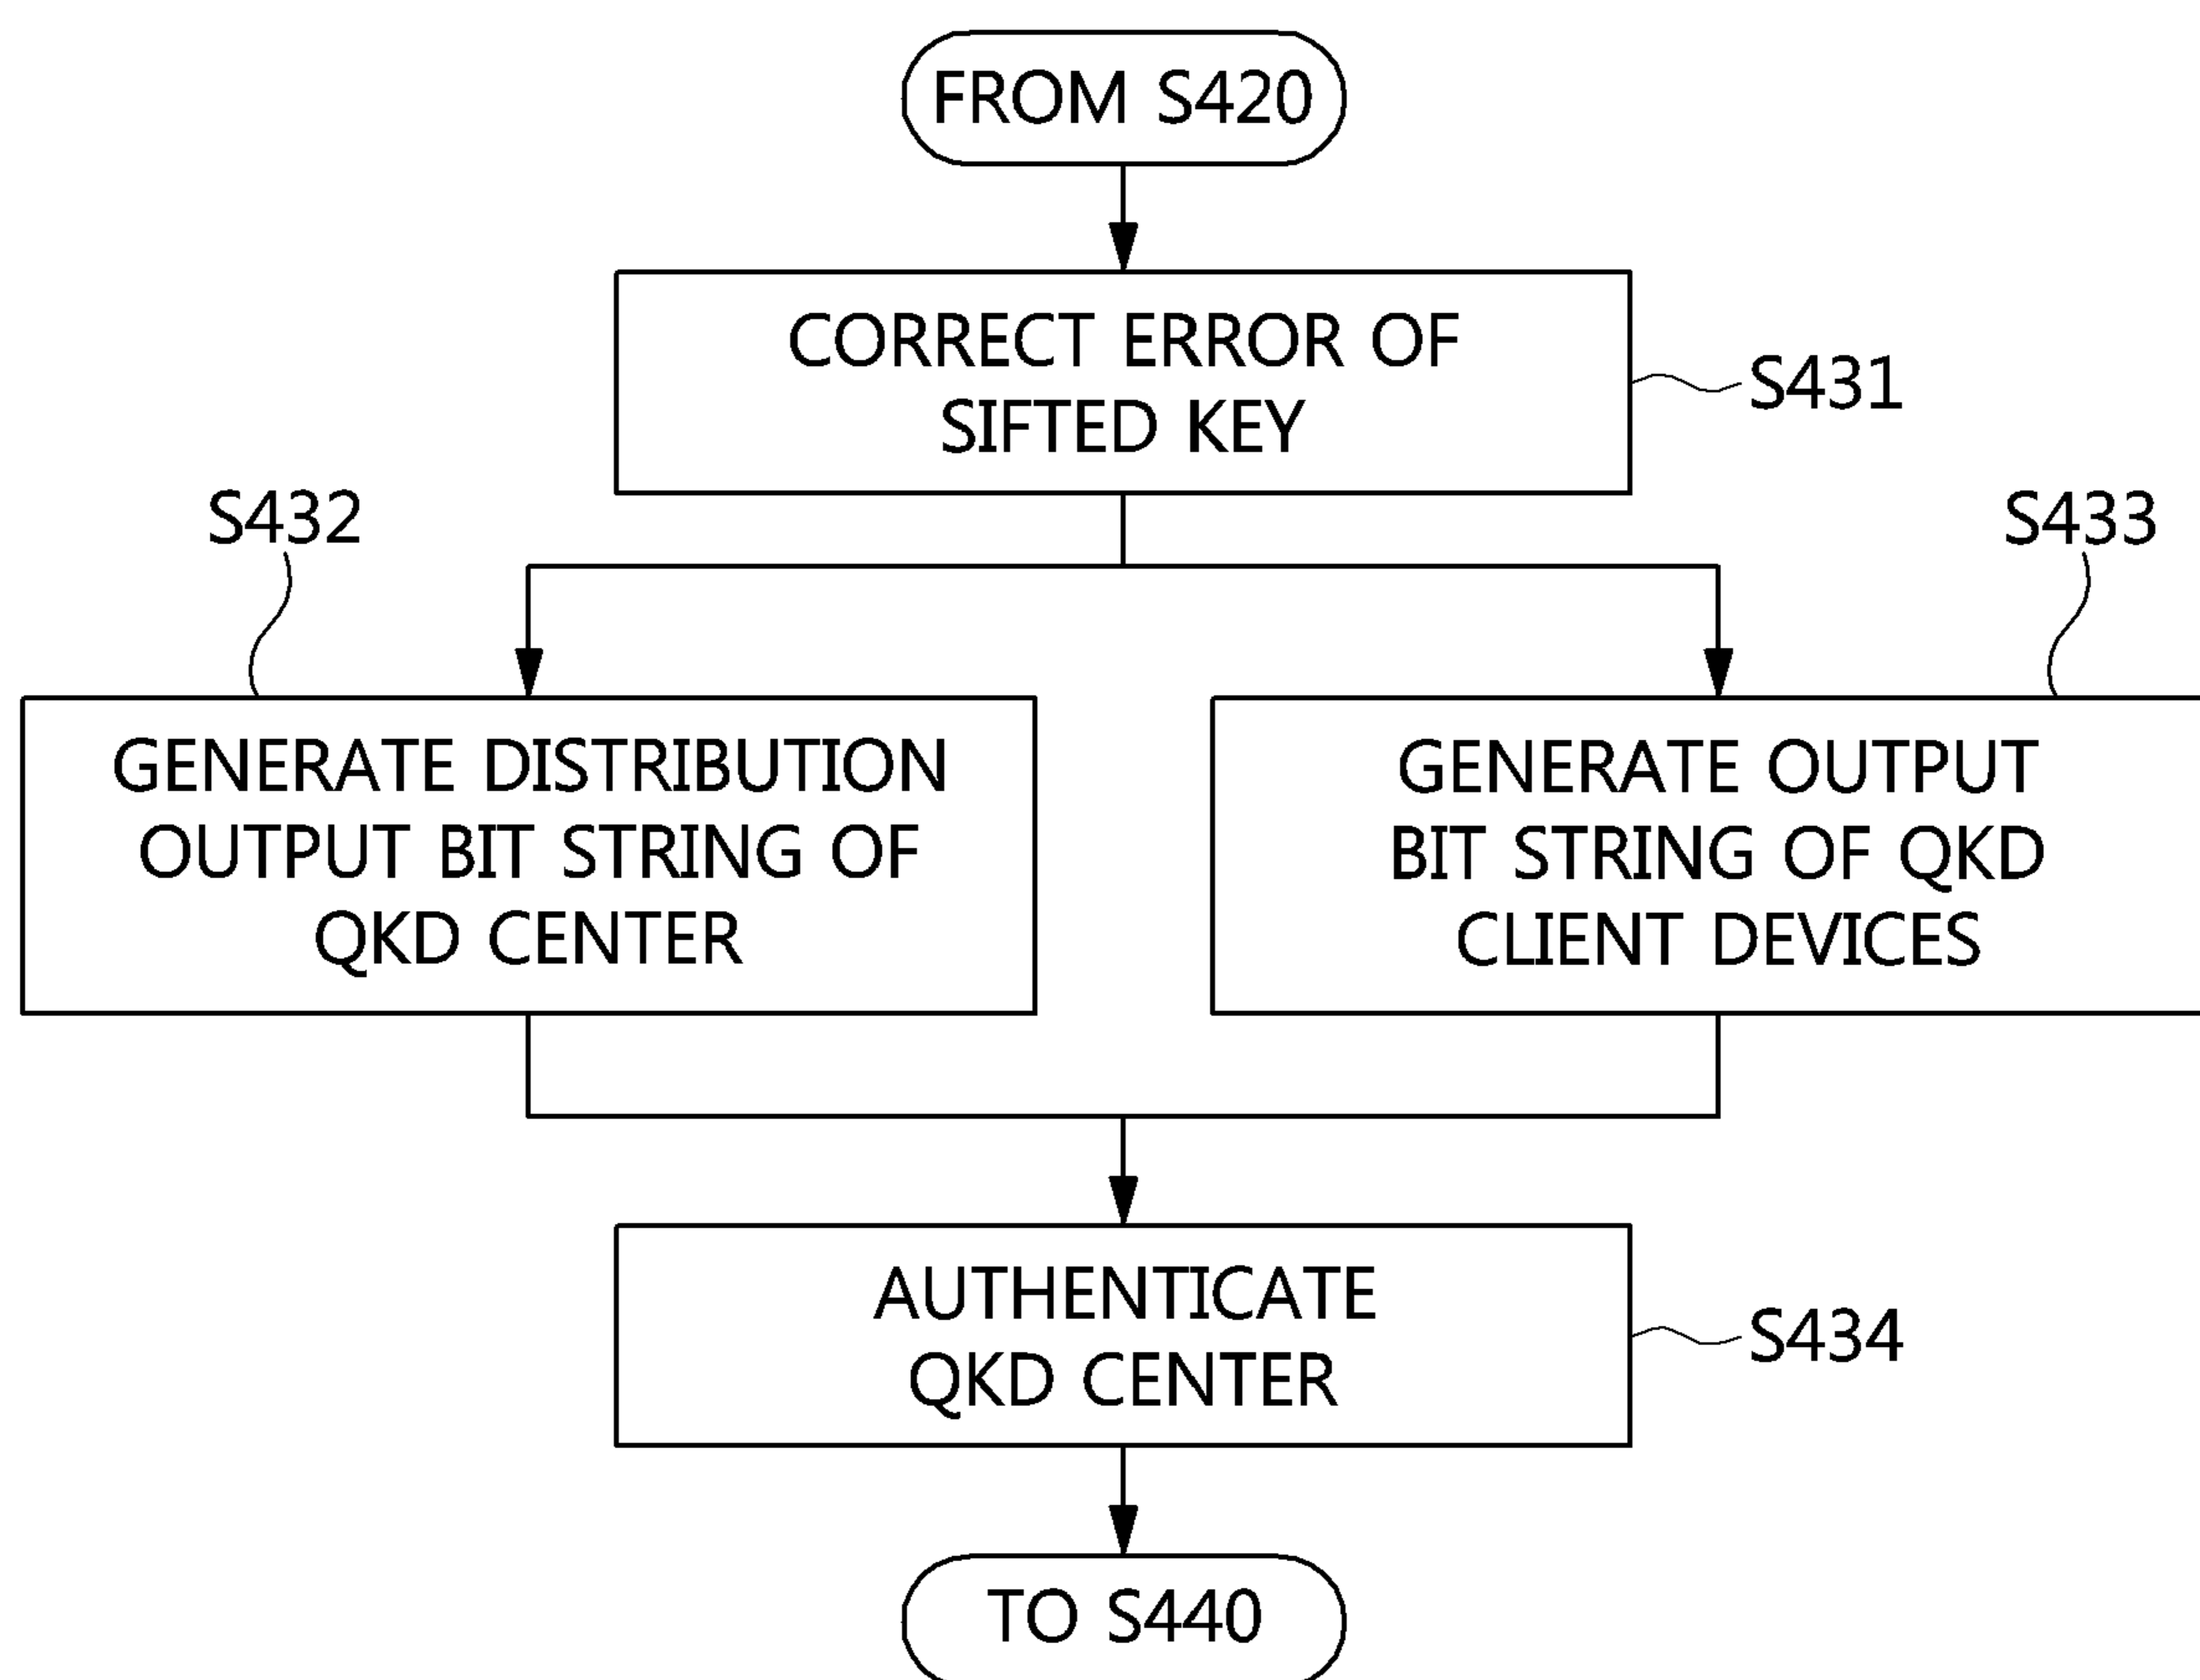 FROM S420
CORRECT ERROR OF
SIFTED KEY
S431
S432
S433
GENERATE DISTRIBUTION
OUTPUT BIT STRING OF
QKD CENTER
GENERATE OUTPUT
BIT STRING OF QKD
CLIENT DEVICES
AUTHENTICATE
QKD CENTER
S434
TO S440